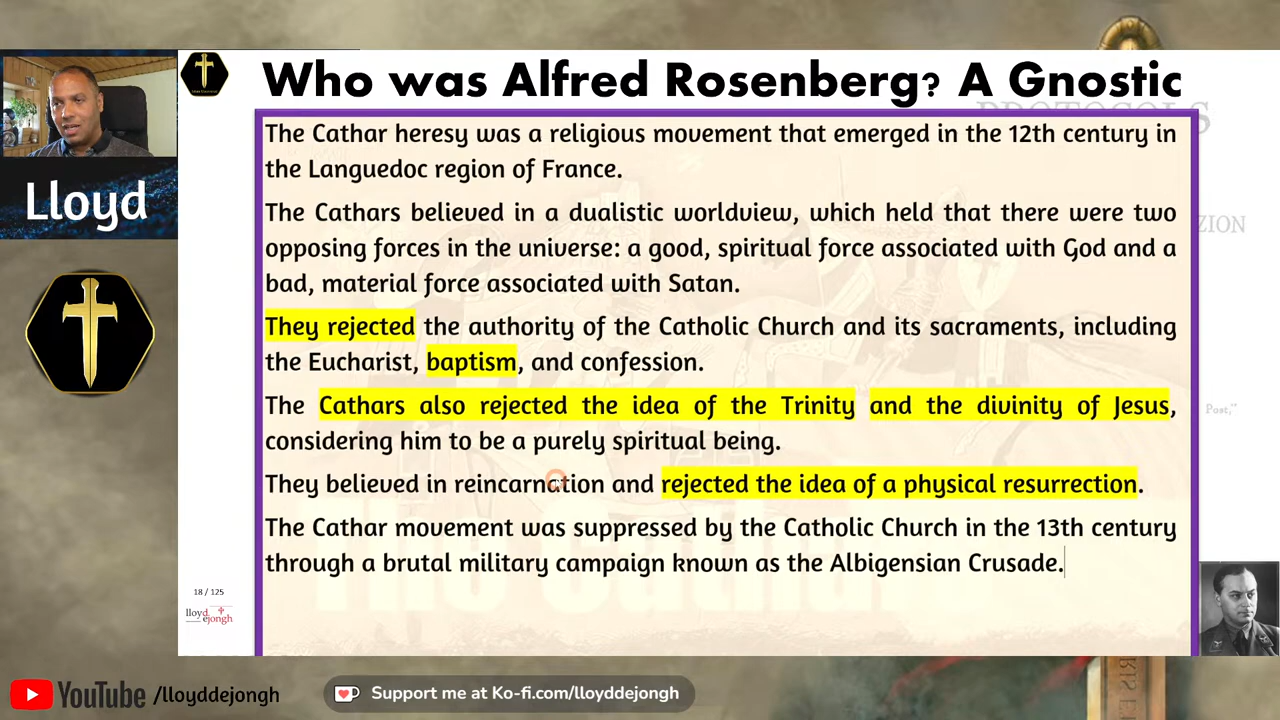 Who was Alfred Rosenberg? A Gnostic
PROTOCOLS
ZION
Post,"
Lloyd
The Cathar heresy was a religious movement that emerged in the 12th century in
the Languedoc region of France.
The Cathars believed in a dualistic worldview, which held that there were two
opposing forces in the universe: a good, spiritual force associated with God and a
bad, material force associated with Satan.
They rejected the authority of the Catholic Church and its sacraments, including
the Eucharist, baptism, and confession.
The Cathars also rejected the idea of the Trinity and the divinity of Jesus,
considering him to be a purely spiritual being.
They believed in reincarnation and rejected the idea of a physical resurrection.
The Cathar movement was suppressed by the Catholic Church in the 13th century
through a brutal military campaign known as the Albigensian Crusade.
18 / 125
lloyd
dejongh
YouTube /lloyddejongh
Support me at Ko-fi.com/lloyddejongh